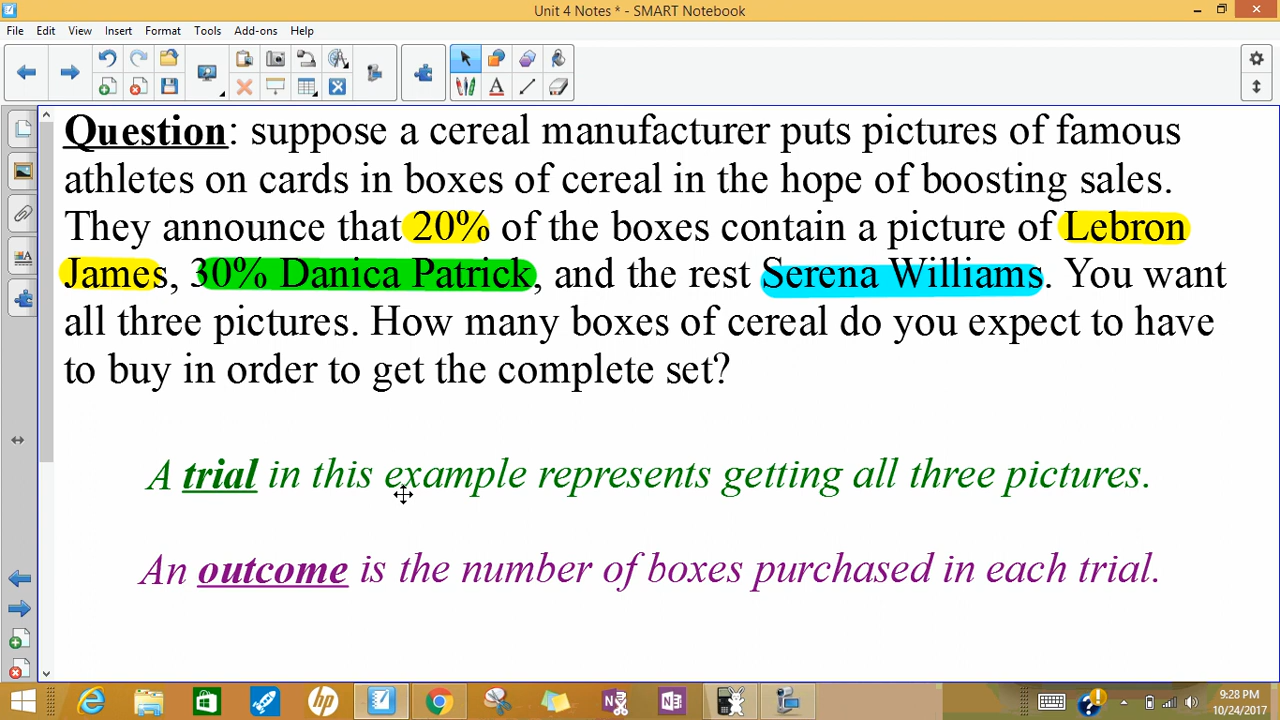 Unit 4 Notes * - SMART Notebook
File Edit View Insert Format Tools Add-ons Help
Question: suppose a cereal manufacturer puts pictures of famous
athletes on cards in boxes of cereal in the hope of boosting sales.
They announce that 20% of the boxes contain a picture of Lebron
James, 30% Danica Patrick, and the rest Serena Williams. You want
all three pictures. How many boxes of cereal do you expect to have
to buy in order to get the complete set?
A trial in this example represents getting all three pictures.
An outcome is the number of boxes purchased in each trial.
9:28 PM
10/24/2017